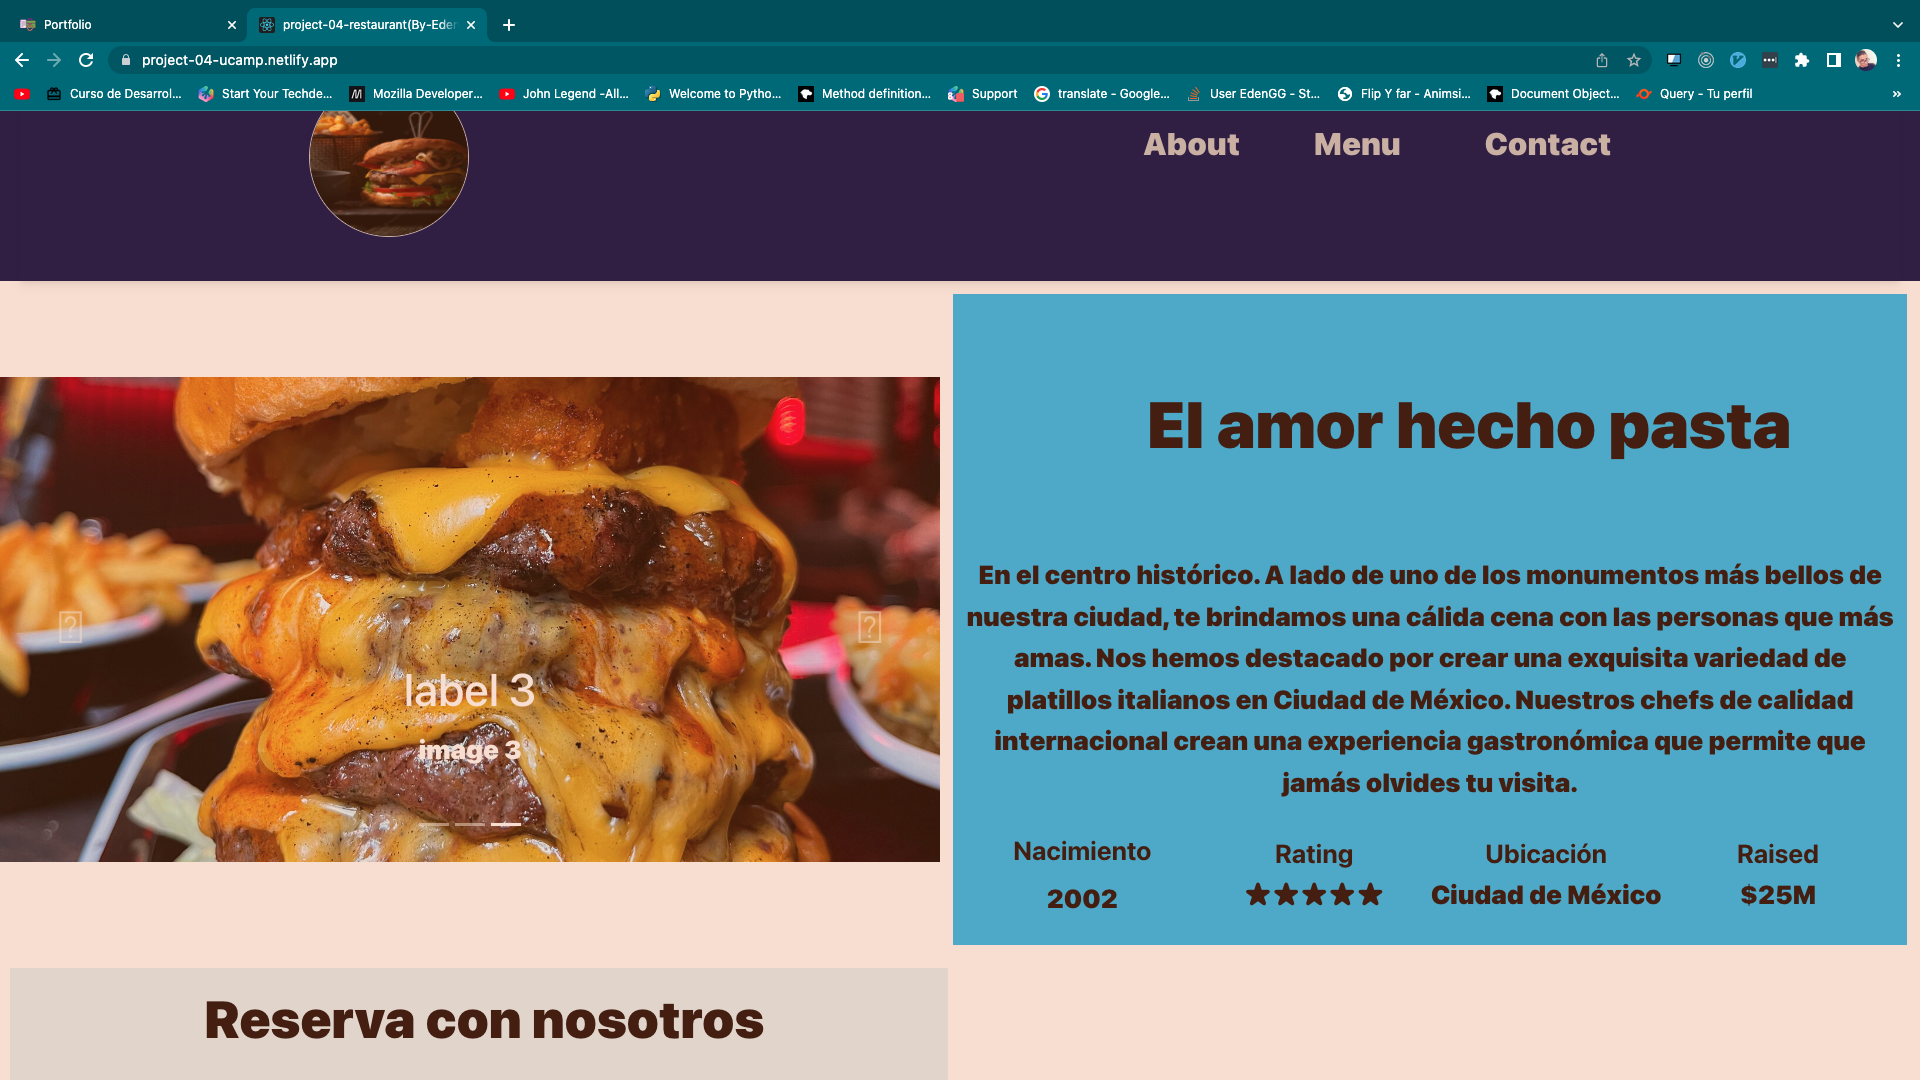 Portfolio
project-04-restaurant(By-Eder
project-04-ucamp.netlify.app
Curso de Desarrol...
Start Your Techde...
Mozilla Developer...
John Legend -All...
Welcome to Pytho...
Method definition...
Support
translate - Google...
User EdenGG - St...
Flip Y far - Animsi...
Document Object...
Query - Tu perfil
About Menu Contact
label 3
image 3
El amor hecho pasta
En el centro histórico. A lado de uno de los monumentos más bellos de
nuestra ciudad, te brindamos una cálida cena con las personas que más
amas. Nos hemos destacado por crear una exquisita variedad de
platillos italianos en Ciudad de México. Nuestros chefs de calidad
internacional crean una experiencia gastronómica que permite que
jamás olvides tu visita.
Nacimiento
2002
Rating
★★★★★
Ubicación
Ciudad de México
Raised
$25M
Reserva con nosotros